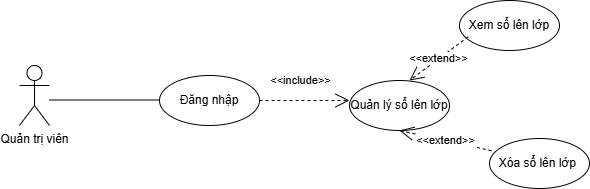 Xem sổ lên lớp
<<extend>>
<<include>>
Đăng nhập
Quản lý sổ lên lớp
Quản trị viên
<<extend>>
Xóa sổ lên lớp